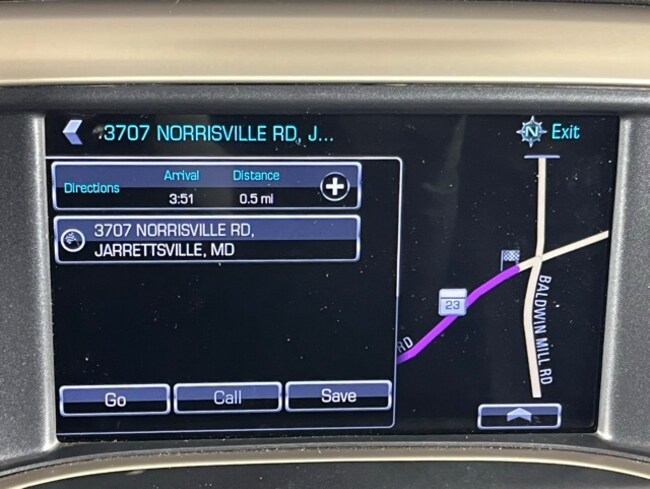 .3707 NORRISVILLE RD, J...
N Exit
Directions Arrival Distance
3:51 0.5 mi
3707 NORRISVILLE RD,
JARRETTSVILLE, MD
23
RD
BALDWIN MILL RD
Go Call Save